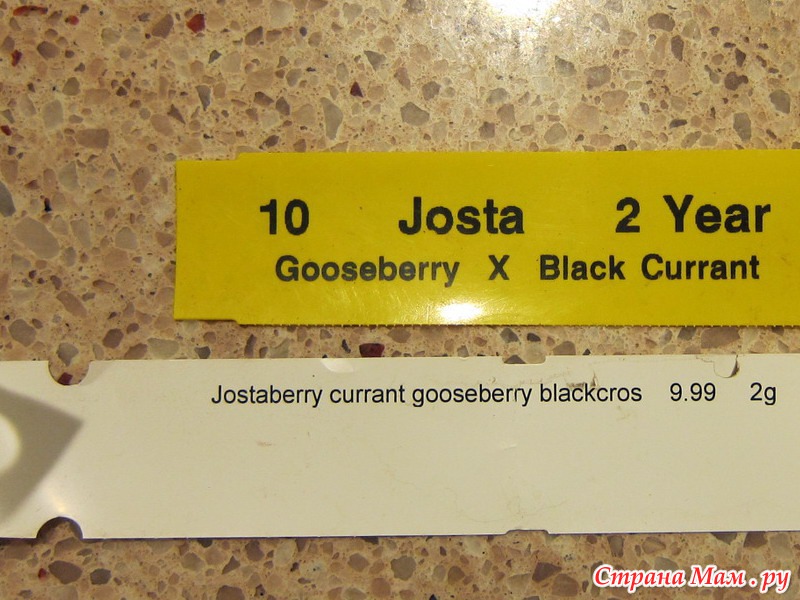 10 Josta 2 Year
Gooseberry X Black Currant
Jostaberry currant gooseberry blackcros 9.99 2g
Страна Мам.ру